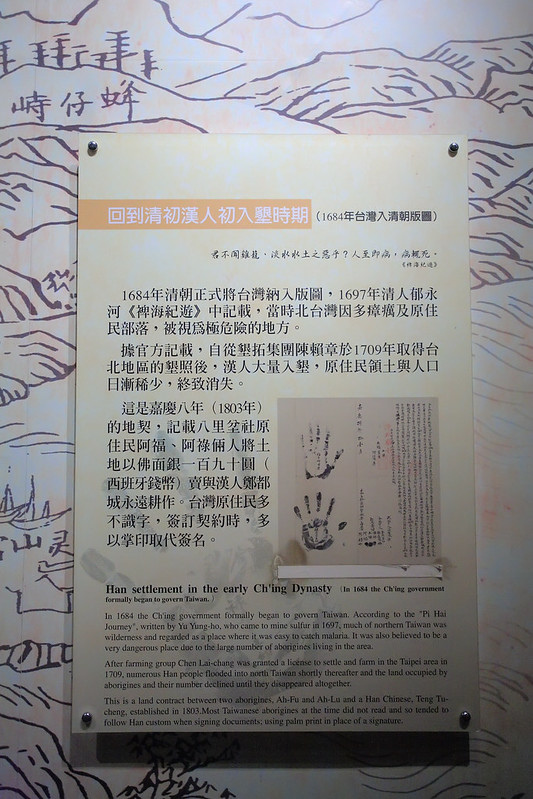 蚌仔峙
回到清初漢人初入墾時期（1684年台灣入清朝版圖）
君不聞雞籠、淡水水土之惡乎？人至即病，病輒死。
《裨海紀遊》
1684年清朝正式將台灣納入版圖，1697年清人郁永
河《裨海紀遊》中記載，當時北台灣因多瘴癘及原住
民部落，被視爲極危險的地方。
據官方記載，自從墾拓集團陳賴章於1709年取得台
北地區的墾照後，漢人大量入墾，原住民領土與人口
日漸稀少，終致消失。
這是嘉慶八年（1803年）
的地契，記載八里坌社原
住民阿福、阿祿倆人將土
地以佛面銀一百九十圓（
西班牙錢幣）賣與漢人鄭都
城永遠耕作。台灣原住民多
不識字，簽訂契約時，多
以掌印取代簽名。
Han settlement in the early Ch'ing Dynasty（In 1684 the Ch'ing government
formally began to govern Taiwan.）
In 1684 the Ch'ing government formally began to govern Taiwan. According to the "Pi Hai
Journey", written by Yu Yung-ho, who came to mine sulfur in 1697, much of northern Taiwan was
wilderness and regarded as a place where it was easy to catch malaria. It was also believed to be a
very dangerous place due to the large number of aborigines living in the area.
After farming group Chen Lai-chang was granted a license to settle and farm in the Taipei area in
1709, numerous Han people flooded into north Taiwan shortly thereafter and the land occupied by
aborigines and their number declined until they disappeared altogether.
This is a land contract between two aborigines, Ah-Fu and Ah-Lu and a Han Chinese, Teng Tu-
cheng, established in 1803.Most Taiwanese aborigines at the time did not read and so tended to
follow Han custom when signing documents; using palm print in place of a signature.